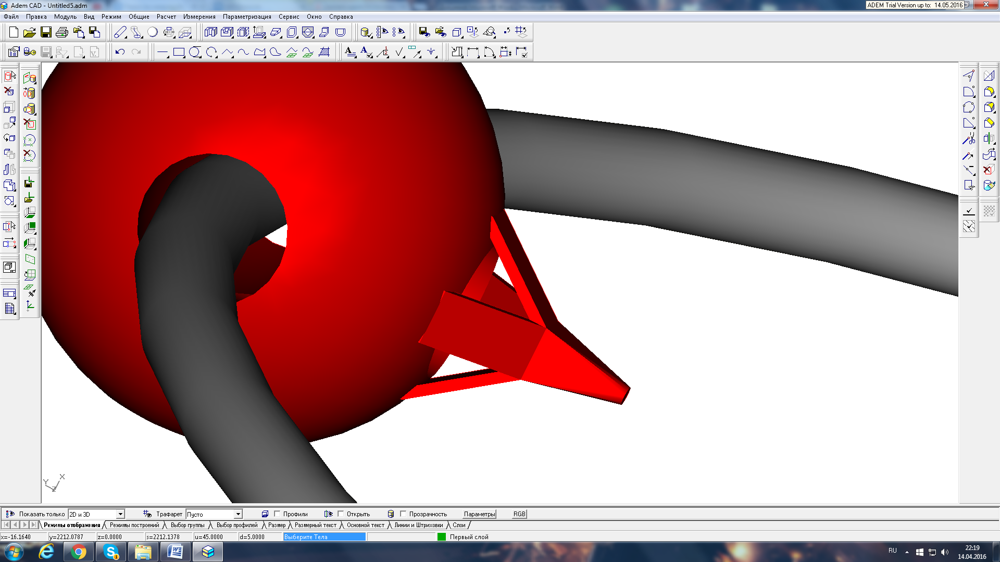 Adem CAD - Untitled5.adm
ADEM Trial Version up to: 14.05.2016
Файл Правка Модуль Вид Режим Общие Расчет Измерения Параметризация Сервис Окно Справка
Y X Z
Показать только 2D и 3D Трафарет Пусто Профили Открыть Прозрачность Параметры RGB
Режимы отображения Режимы построений Выбор группы Выбор профилей Размер Размерный текст Основной текст Линии и Штриховки Слои
x=-16.1640 y=2212.0787 z=0.0000 s=2212.1378 u=45.0000 d=5.0000 Выберите Тела Первый слой
RU 22:19
14.04.2016